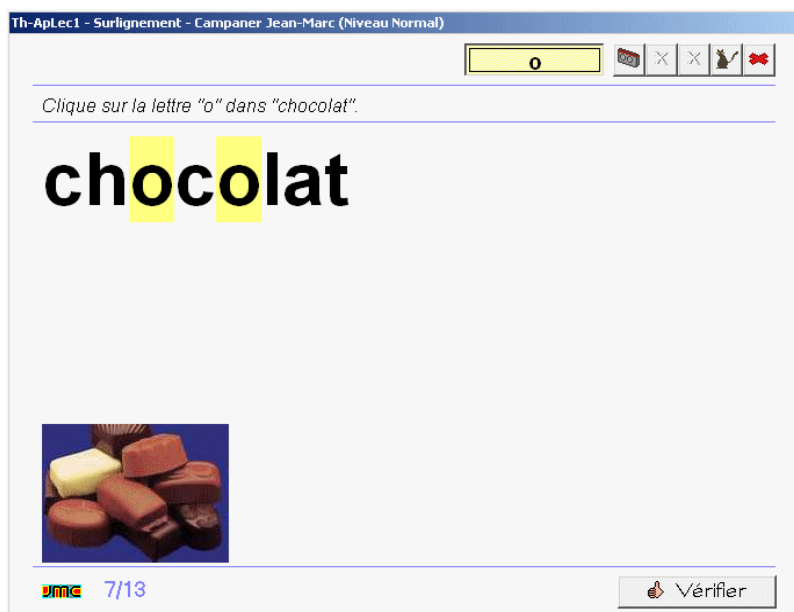 Th-ApLec1 - Surlignement - Campaner Jean-Marc (Niveau Normal)
o
Clique sur la lettre "o" dans "chocolat".
chocolat
JMC 7/13
Vérifier